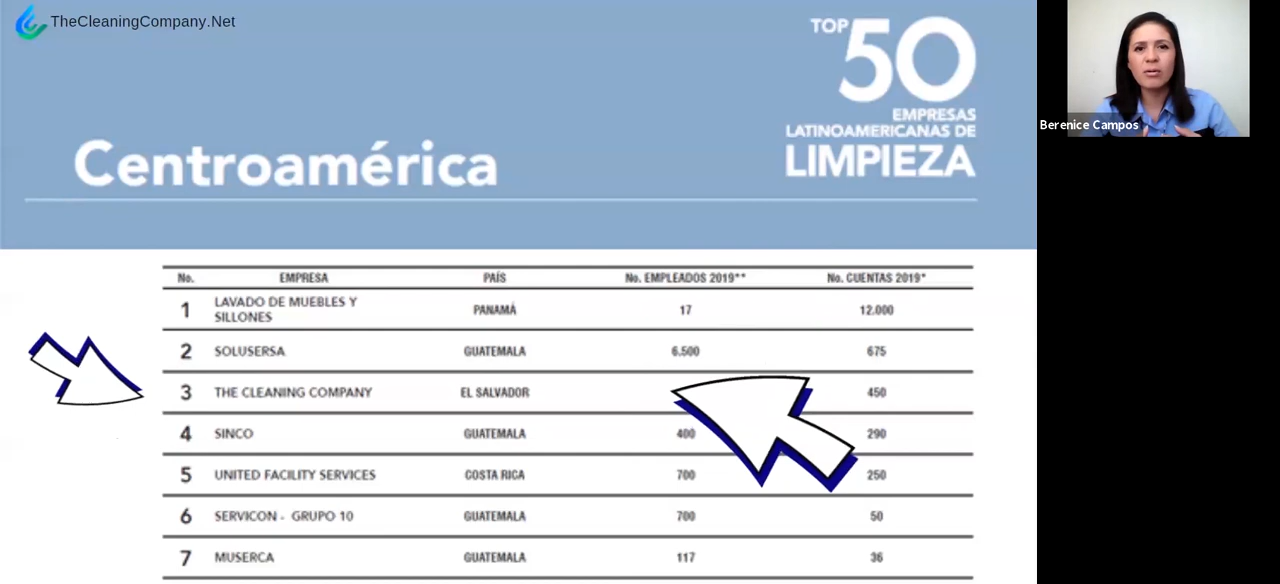 TheCleaningCompany.Net
TOP 50
EMPRESAS
LATINOAMERICANAS DE
LIMPIEZA
Centroamérica
Berenice Campos
No. EMPRESA PAÍS No. EMPLEADOS 2019** No. CUENTAS 2019*
1 LAVADO DE MUEBLES Y SILLONES PANAMÁ 17 12.000
2 SOLUSERSA GUATEMALA 6.500 675
3 THE CLEANING COMPANY EL SALVADOR 450
4 SINCO GUATEMALA 400 290
5 UNITED FACILITY SERVICES COSTA RICA 700 250
6 SERVICON - GRUPO 10 GUATEMALA 700 50
7 MUSERCA GUATEMALA 117 36